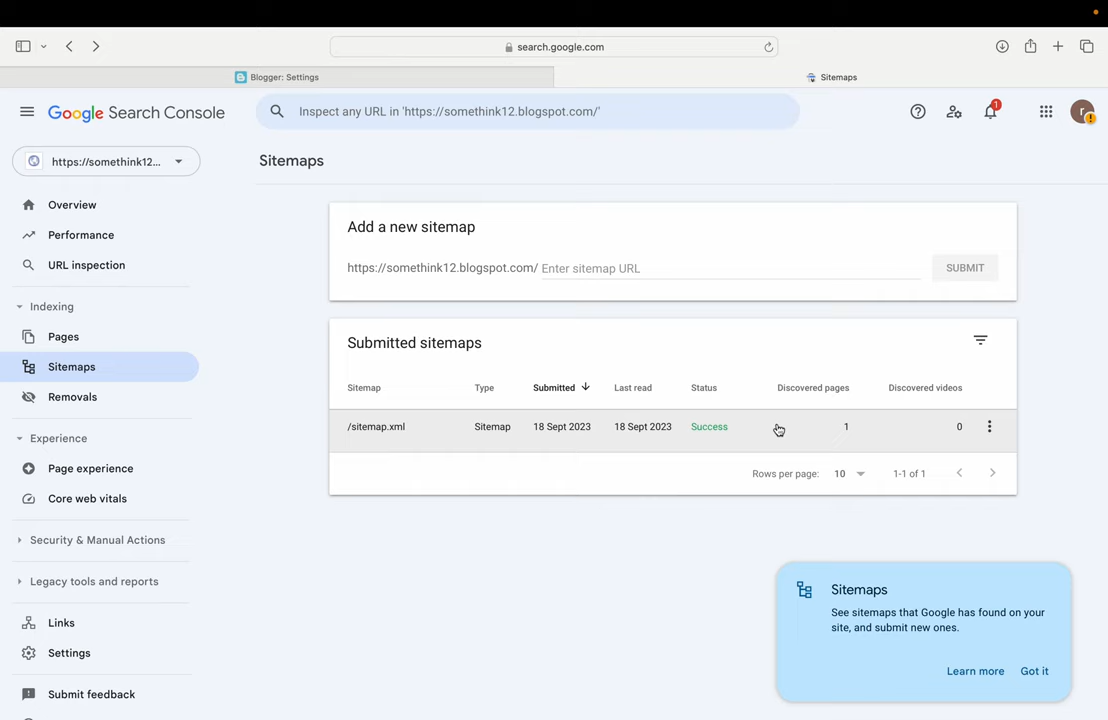 search.google.com
Blogger: Settings
Sitemaps
Google Search Console
Inspect any URL in 'https://somethink12.blogspot.com/'
1
r
https://somethink12...
Sitemaps
Overview
Performance
URL inspection
Indexing
Pages
Sitemaps
Removals
Experience
Page experience
Core web vitals
Security & Manual Actions
Legacy tools and reports
Links
Settings
Submit feedback
Add a new sitemap
https://somethink12.blogspot.com/ Enter sitemap URL
SUBMIT
Submitted sitemaps
Sitemap Type Submitted Last read Status Discovered pages Discovered videos
/sitemap.xml Sitemap 18 Sept 2023 18 Sept 2023 Success 1 0
Rows per page: 10 1-1 of 1
Sitemaps
See sitemaps that Google has found on your
site, and submit new ones.
Learn more Got it